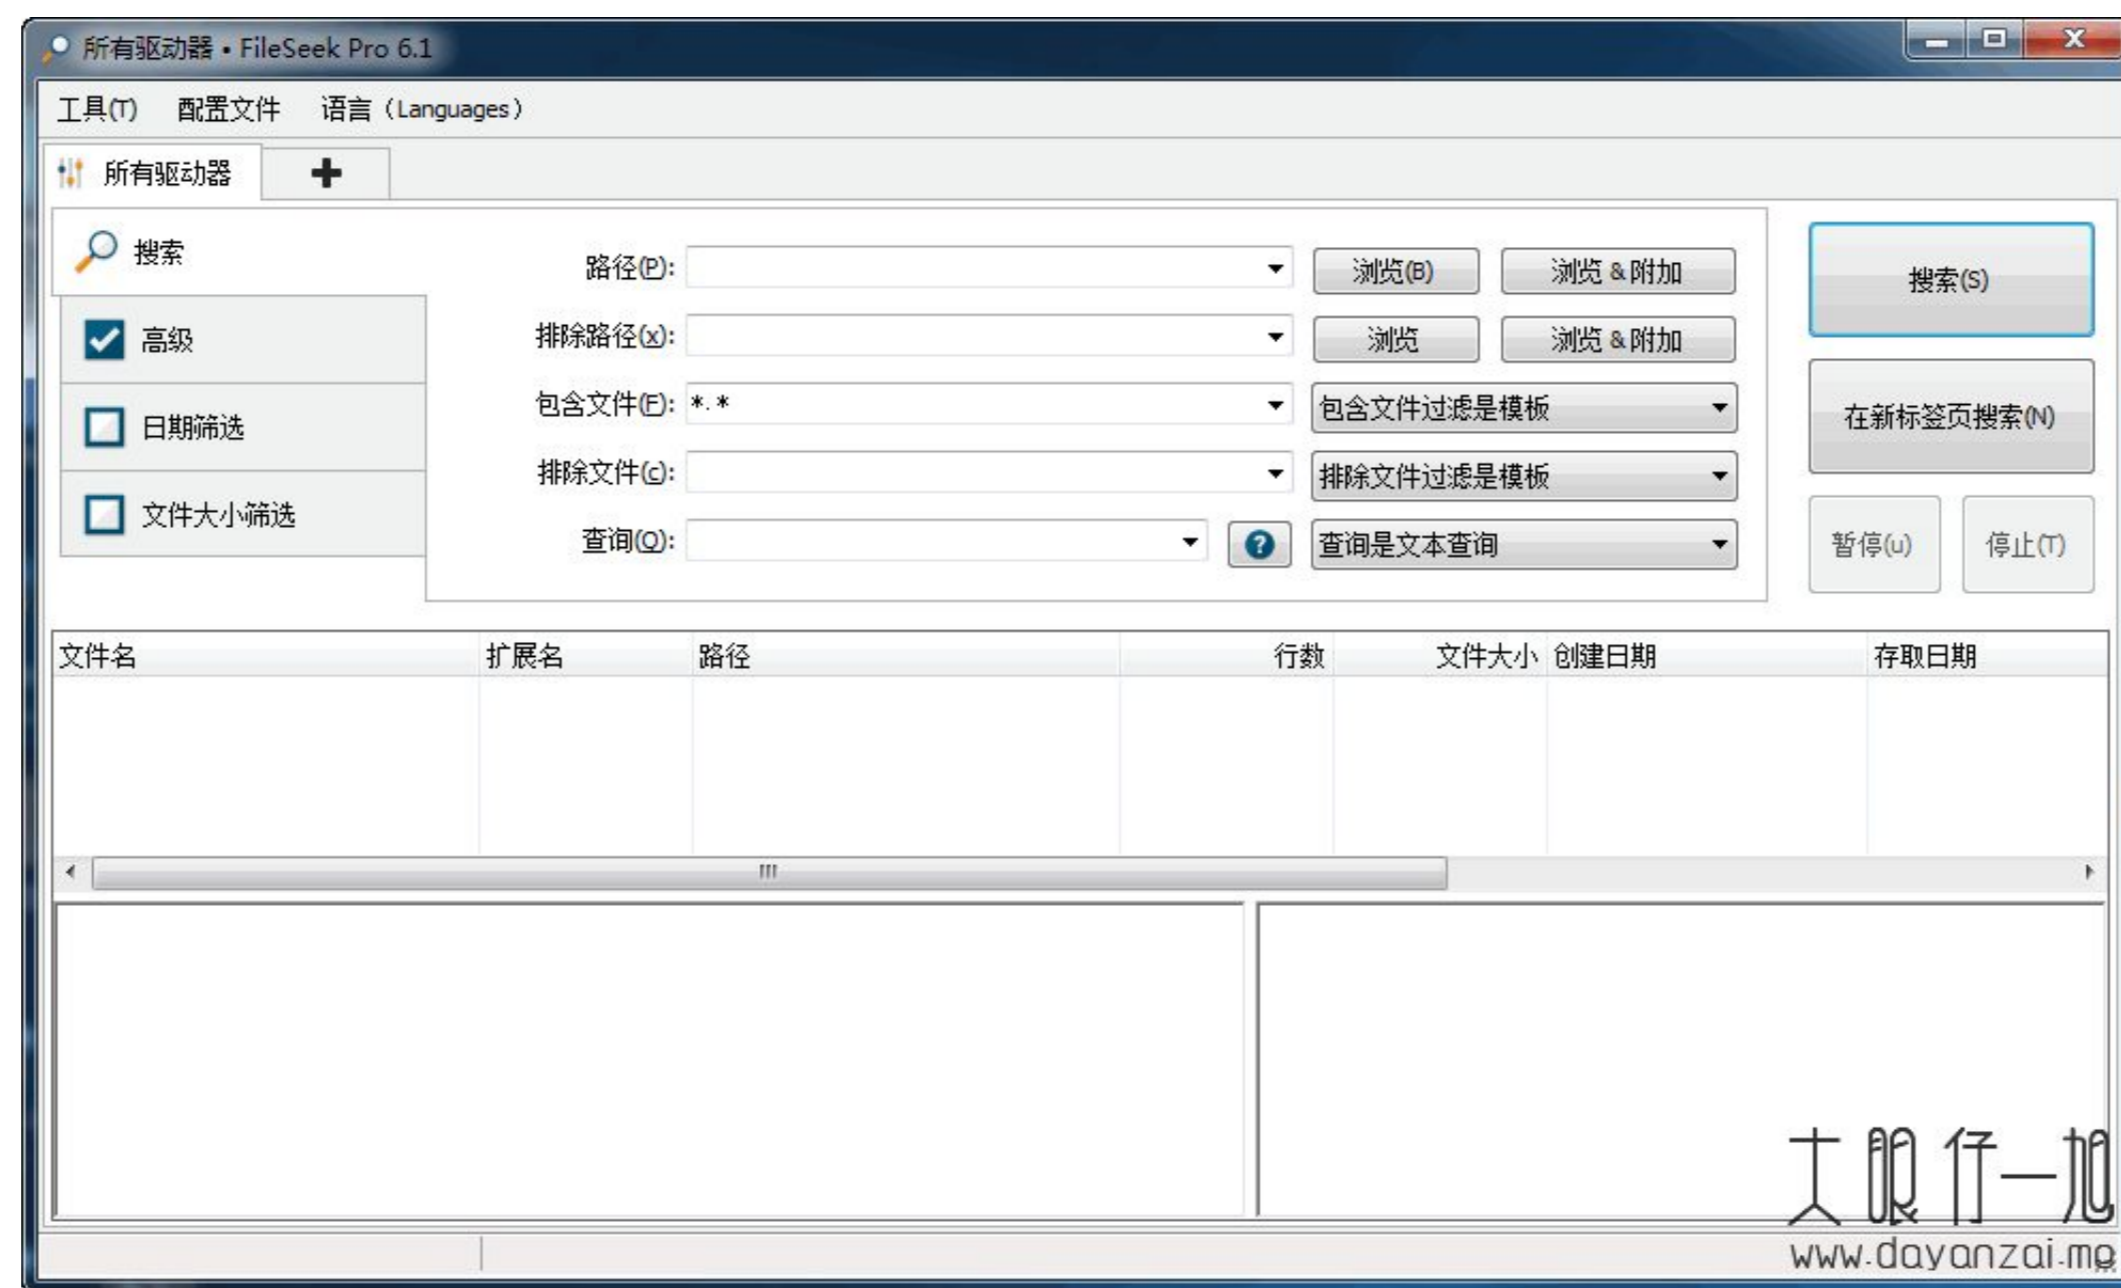 所有驱动器 • FileSeek Pro 6.1
工具(T) 配置文件 语言（Languages）
所有驱动器
搜索
高级
日期筛选
文件大小筛选
路径(P): 浏览(B) 浏览 & 附加
排除路径(x): 浏览 浏览 & 附加
包含文件(F): *.* 包含文件过滤是模板
排除文件(c): 排除文件过滤是模板
查询(Q): ? 查询是文本查询
搜索(S)
在新标签页搜索(N)
暂停(u) 停止(T)
文件名 扩展名 路径 行数 文件大小 创建日期 存取日期
大眼仔一旭
www.dayanzai.me